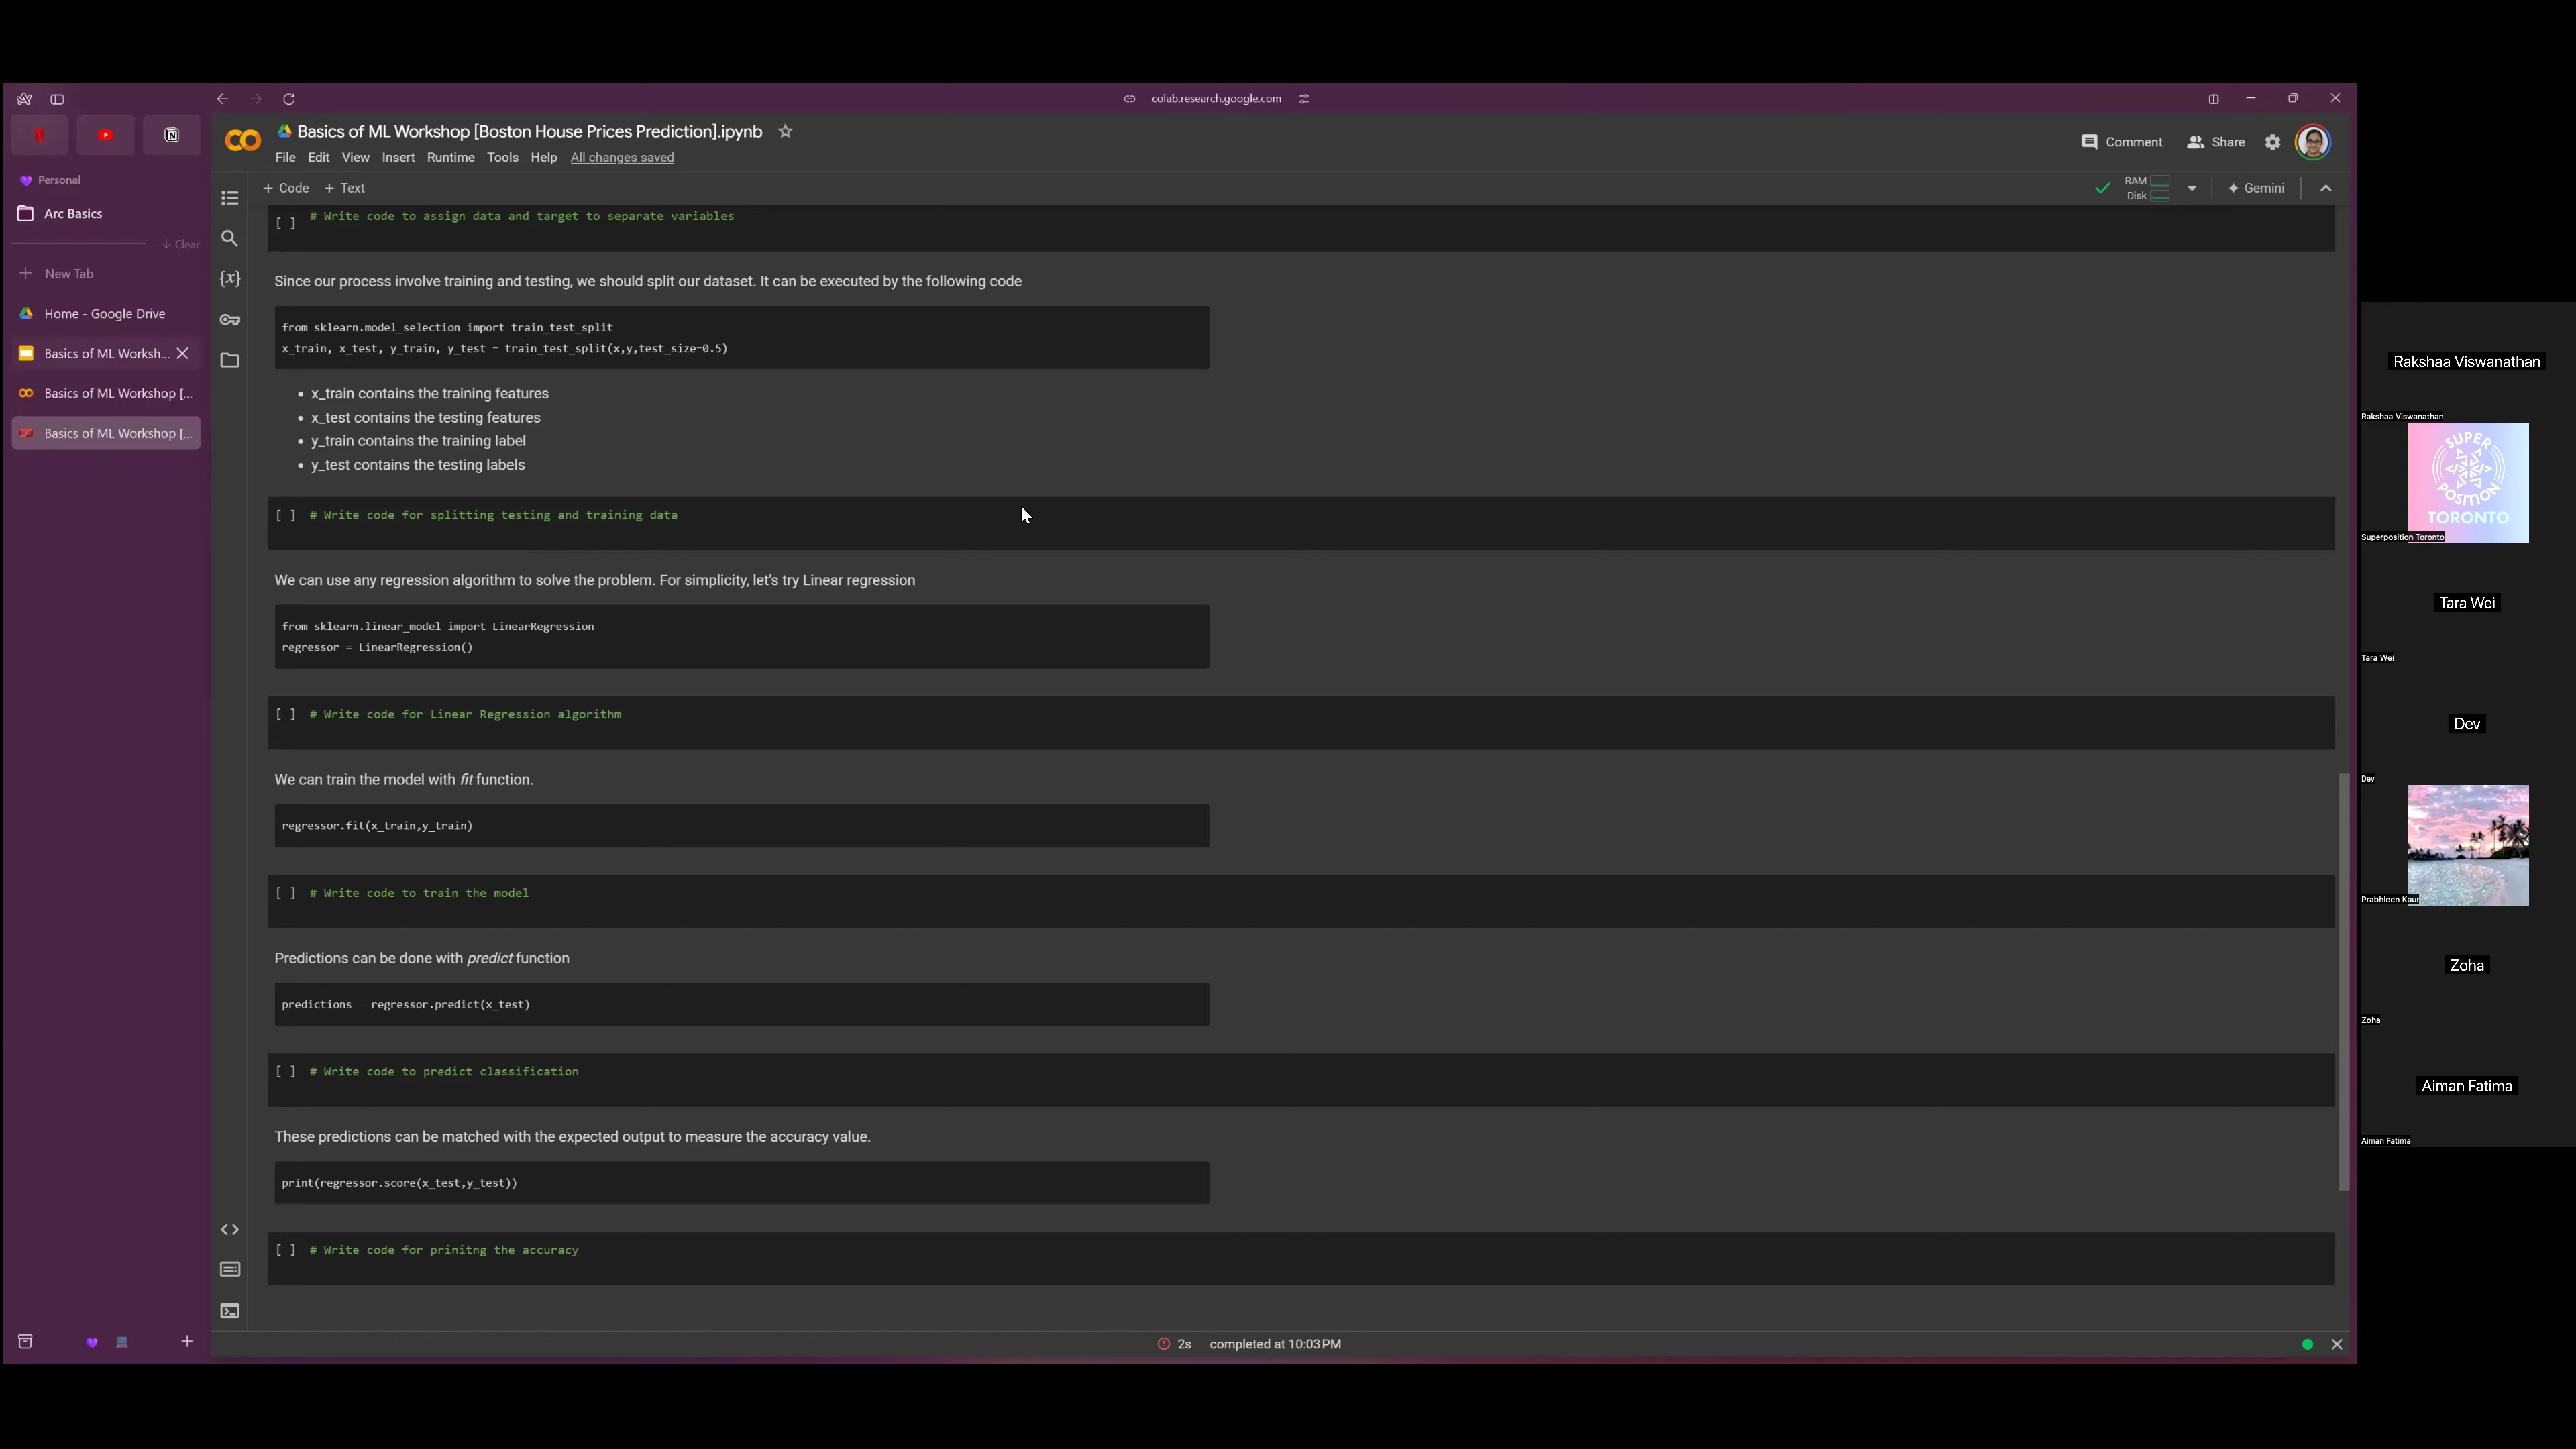 colab.research.google.com
Basics of ML Workshop [Boston House Prices Prediction].ipynb
File Edit View Insert Runtime Tools Help All changes saved
Comment Share
+ Code + Text
RAM
Disk
Gemini
Personal
Arc Basics
Clear
New Tab
Home - Google Drive
Basics of ML Worksh...
Basics of ML Workshop [...
Basics of ML Workshop [...
[ ] # Write code to assign data and target to separate variables
Since our process involve training and testing, we should split our dataset. It can be executed by the following code
from sklearn.model_selection import train_test_split
x_train, x_test, y_train, y_test = train_test_split(x,y,test_size=0.5)
• x_train contains the training features
• x_test contains the testing features
• y_train contains the training label
• y_test contains the testing labels
[ ] # Write code for splitting testing and training data
We can use any regression algorithm to solve the problem. For simplicity, let's try Linear regression
from sklearn.linear_model import LinearRegression
regressor = LinearRegression()
[ ] # Write code for Linear Regression algorithm
We can train the model with fit function.
regressor.fit(x_train,y_train)
[ ] # Write code to train the model
Predictions can be done with predict function
predictions = regressor.predict(x_test)
[ ] # Write code to predict classification
These predictions can be matched with the expected output to measure the accuracy value.
print(regressor.score(x_test,y_test))
[ ] # Write code for prinitng the accuracy
2s completed at 10:03 PM
Rakshaa Viswanathan
Rakshaa Viswanathan
SUPER
POSITION
TORONTO
Superposition Toronto
Tara Wei
Tara Wei
Dev
Dev
Prabhleen Kaur
Zoha
Zoha
Aiman Fatima
Aiman Fatima